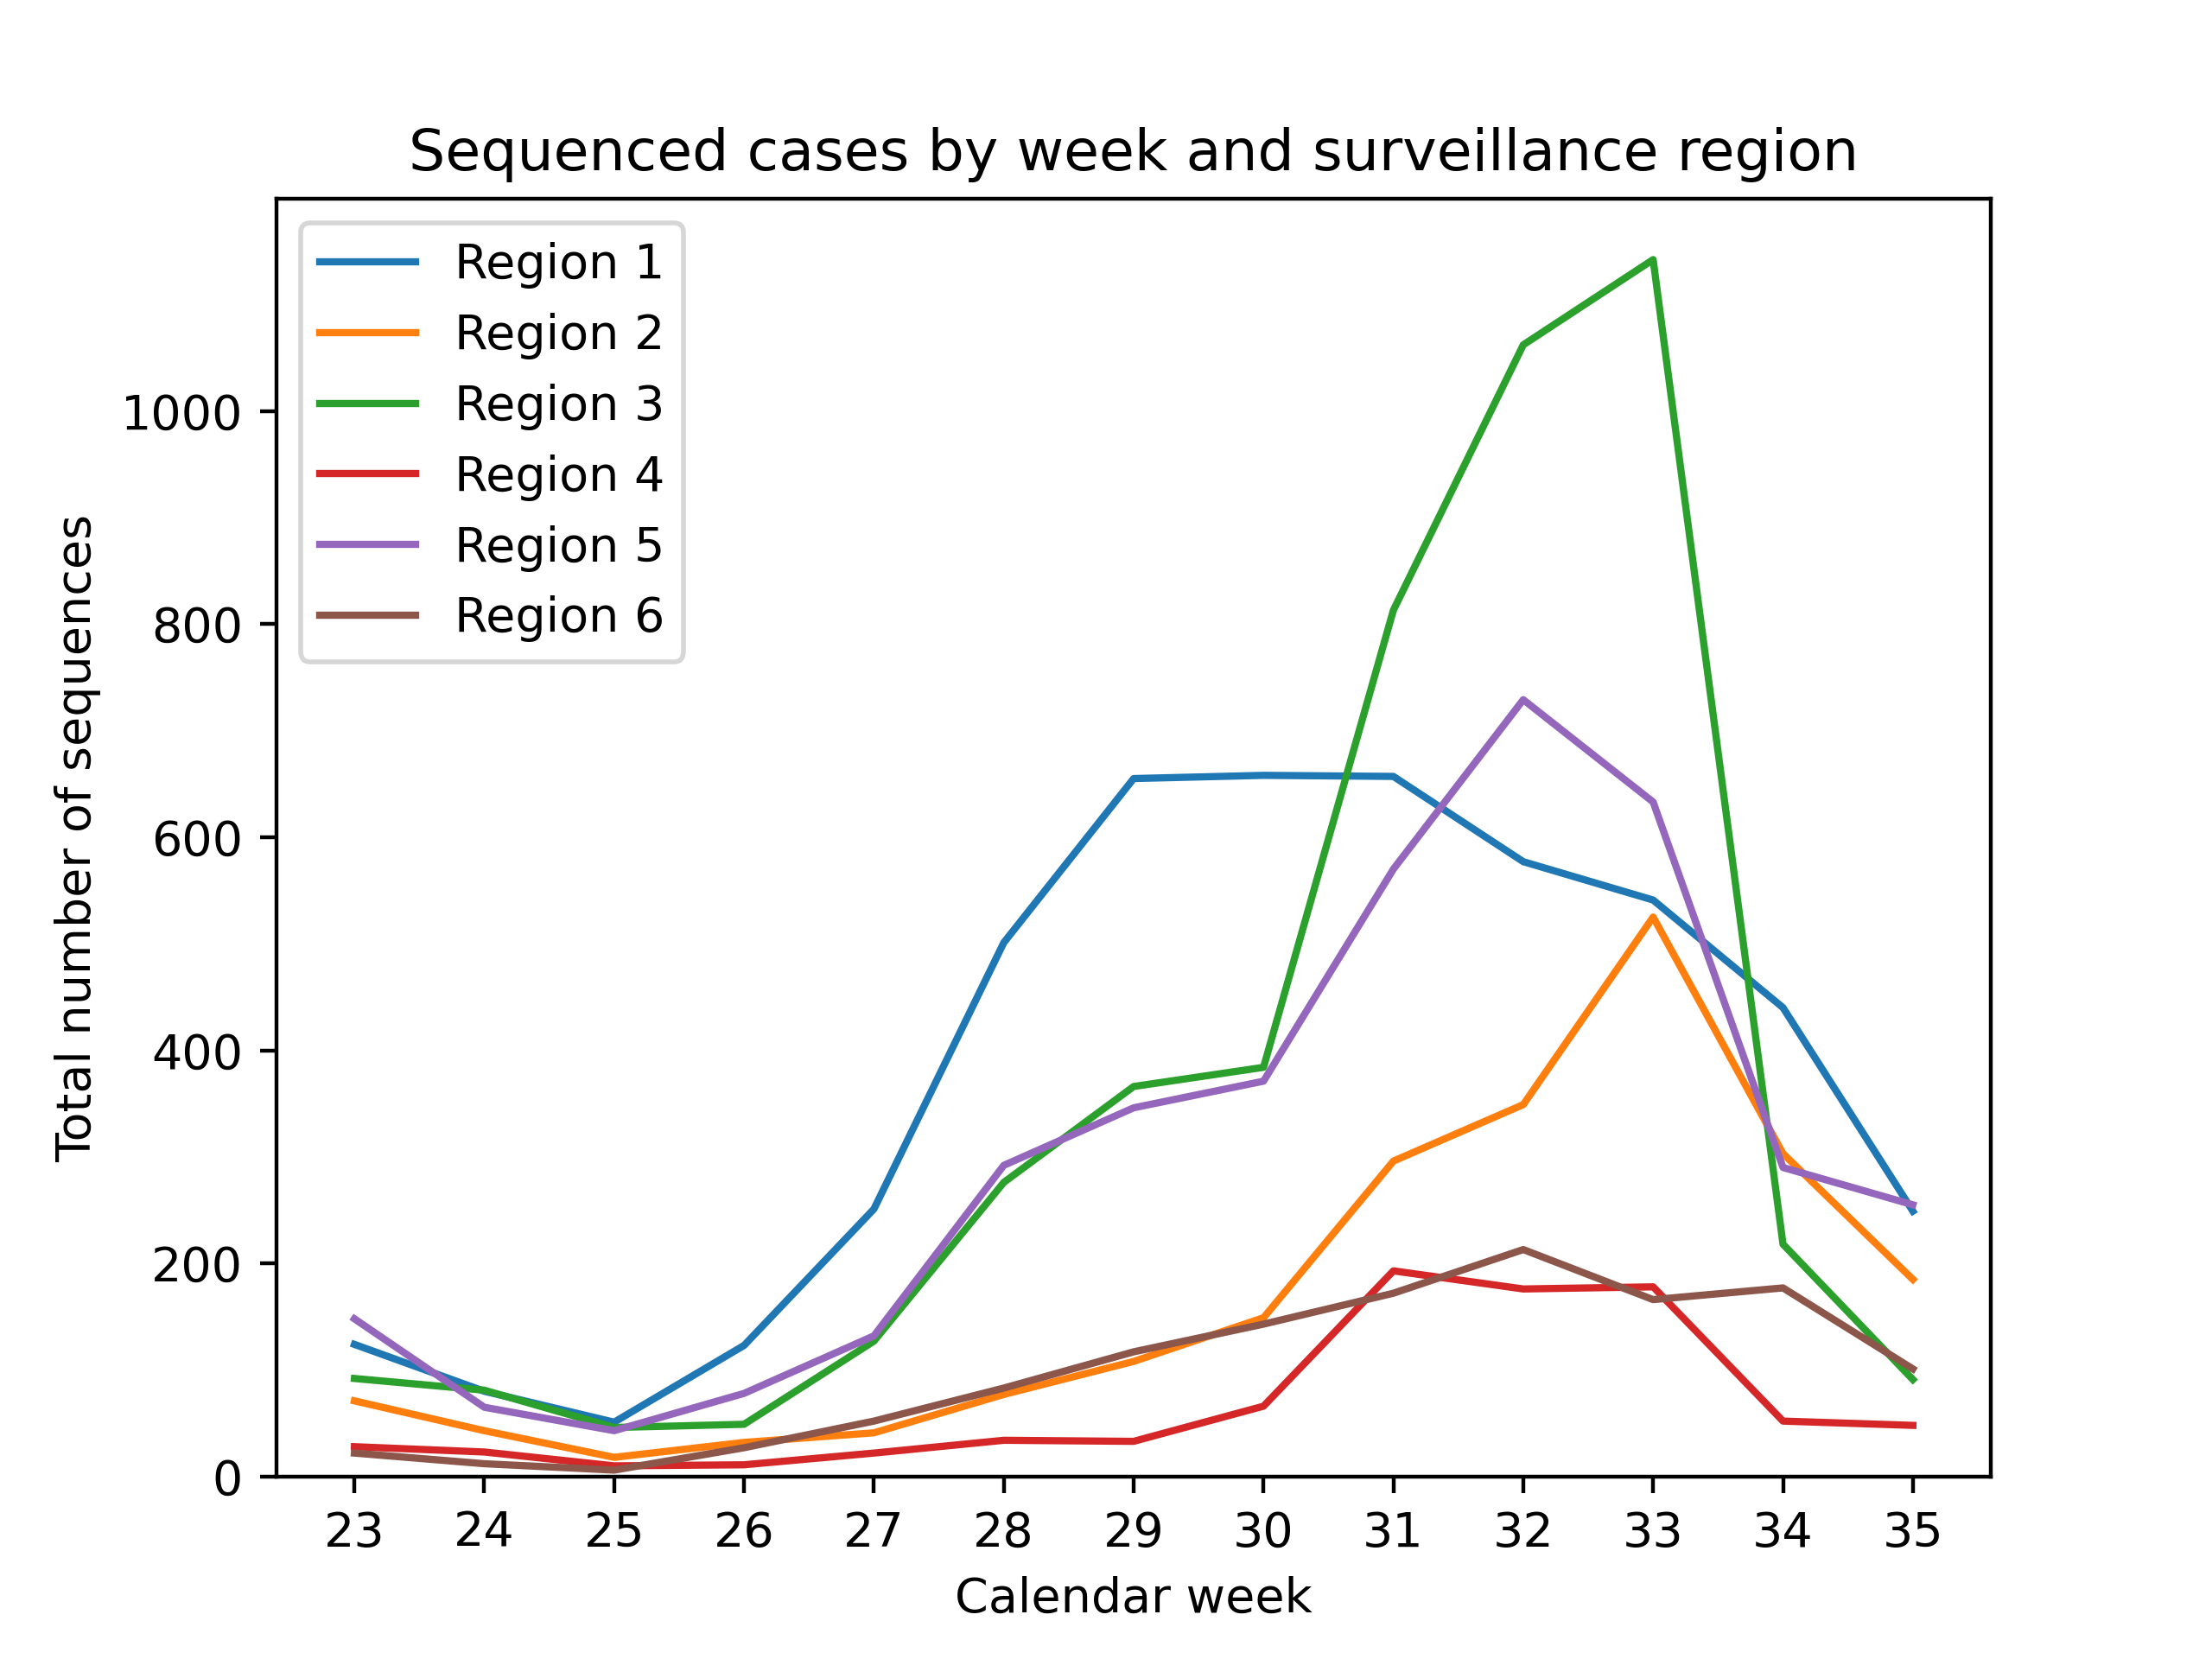 Sequenced cases by week and surveillance region
Region 1
Region 2
Region 3
Region 4
Region 5
Region 6
Total number of sequences
1000
800
600
400
200
0
23 24 25 26 27 28 29 30 31 32 33 34 35
Calendar week